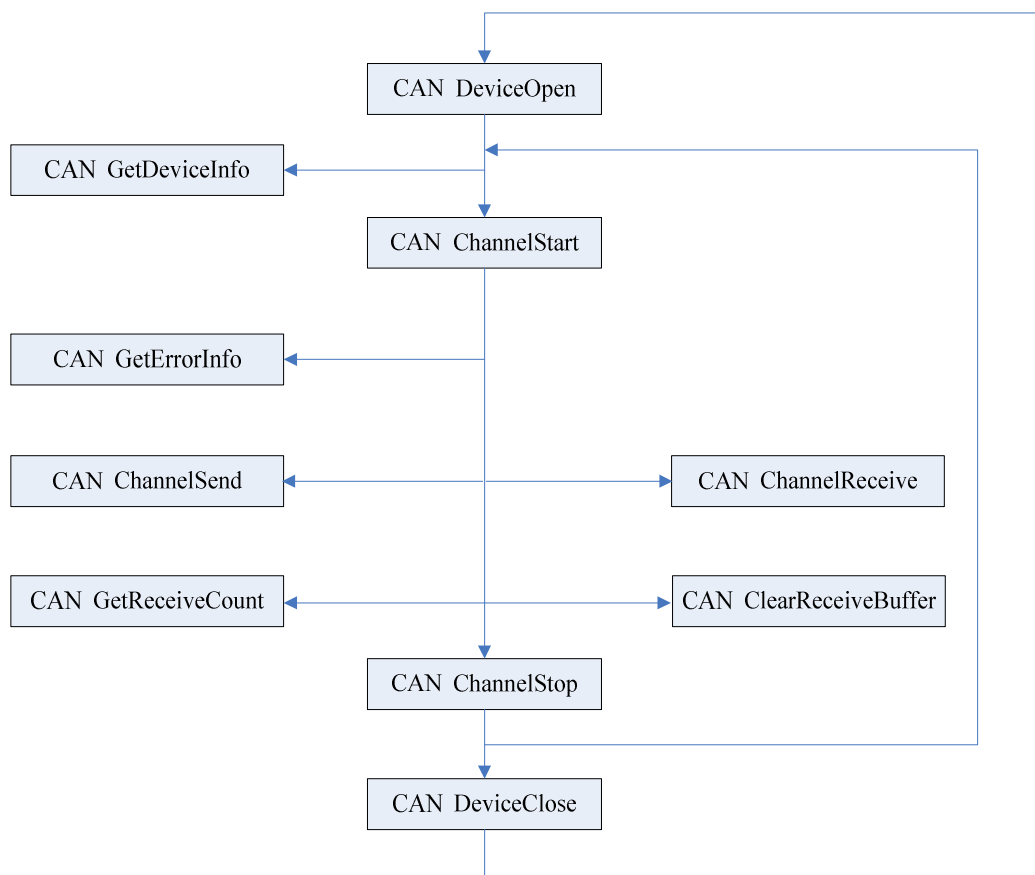 CAN DeviceOpen
CAN GetDeviceInfo
CAN ChannelStart
CAN GetErrorInfo
CAN ChannelSend
CAN ChannelReceive
CAN GetReceiveCount
CAN ClearReceiveBuffer
CAN ChannelStop
CAN DeviceClose